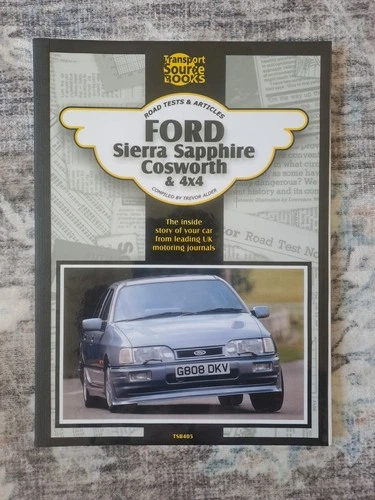 Transport
Source
BOOKS
ROAD TESTS & ARTICLES
FORD
Sierra Sapphire
Cosworth
& 4x4
COMPILED BY TREVOR ALDER
The inside
story of your car
from leading UK
motoring journals
or Road Test No
G808 DKV
TSB405